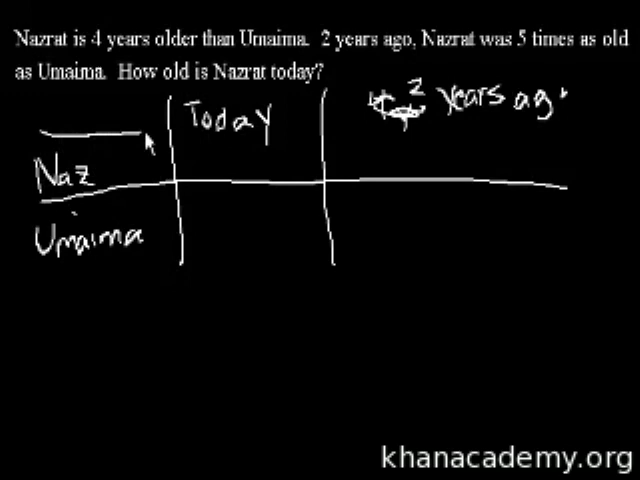 Nazrat is 4 years older than Umaima. 2 years ago, Nazrat was 5 times as old
as Umaima. How old is Nazrat today?
Today 2 years ago
Naz
Umaima
khanacademy.org